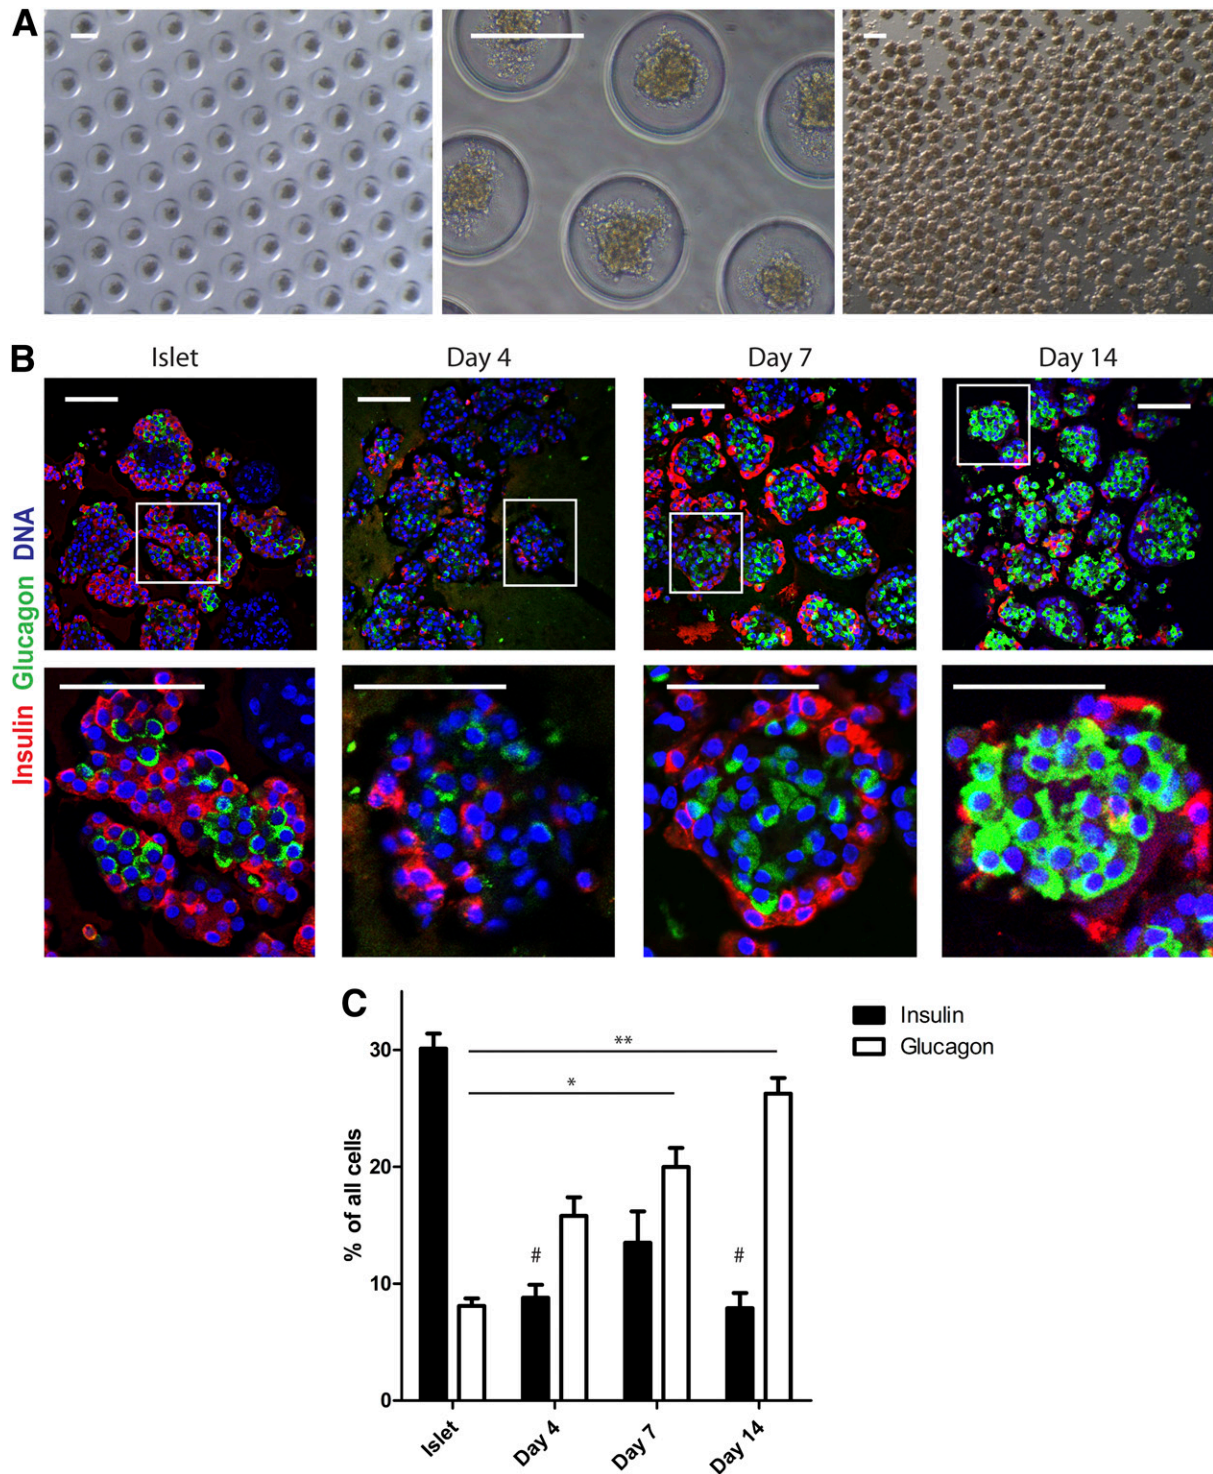 A
B
Islet
Day 4
Day 7
Day 14
Insulin Glucagon DNA
C
Insulin
Glucagon
% of all cells
30
20
10
0
**
*
#
#
Islet
Day 4
Day 7
Day 14